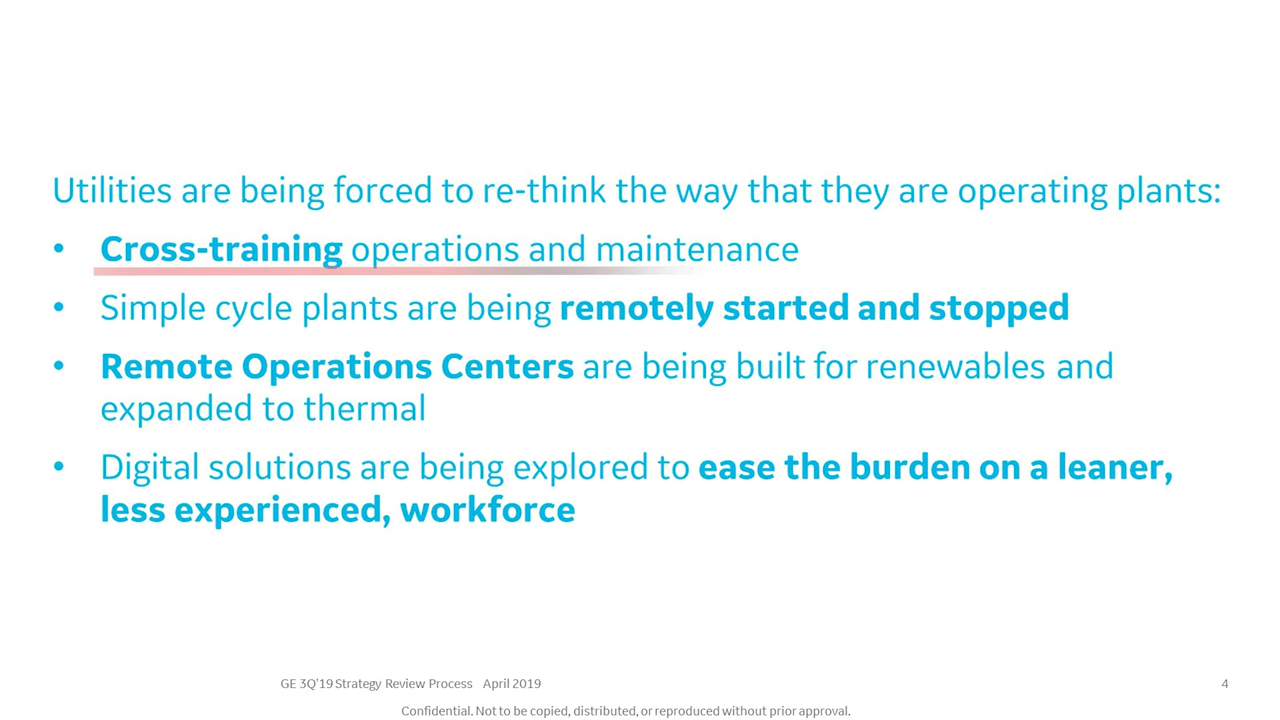 Utilities are being forced to re-think the way that they are operating plants:
• Cross-training operations and maintenance
• Simple cycle plants are being remotely started and stopped
• Remote Operations Centers are being built for renewables and
expanded to thermal
• Digital solutions are being explored to ease the burden on a leaner,
less experienced, workforce
GE 3Q'19 Strategy Review Process April 2019
4
Confidential. Not to be copied, distributed, or reproduced without prior approval.